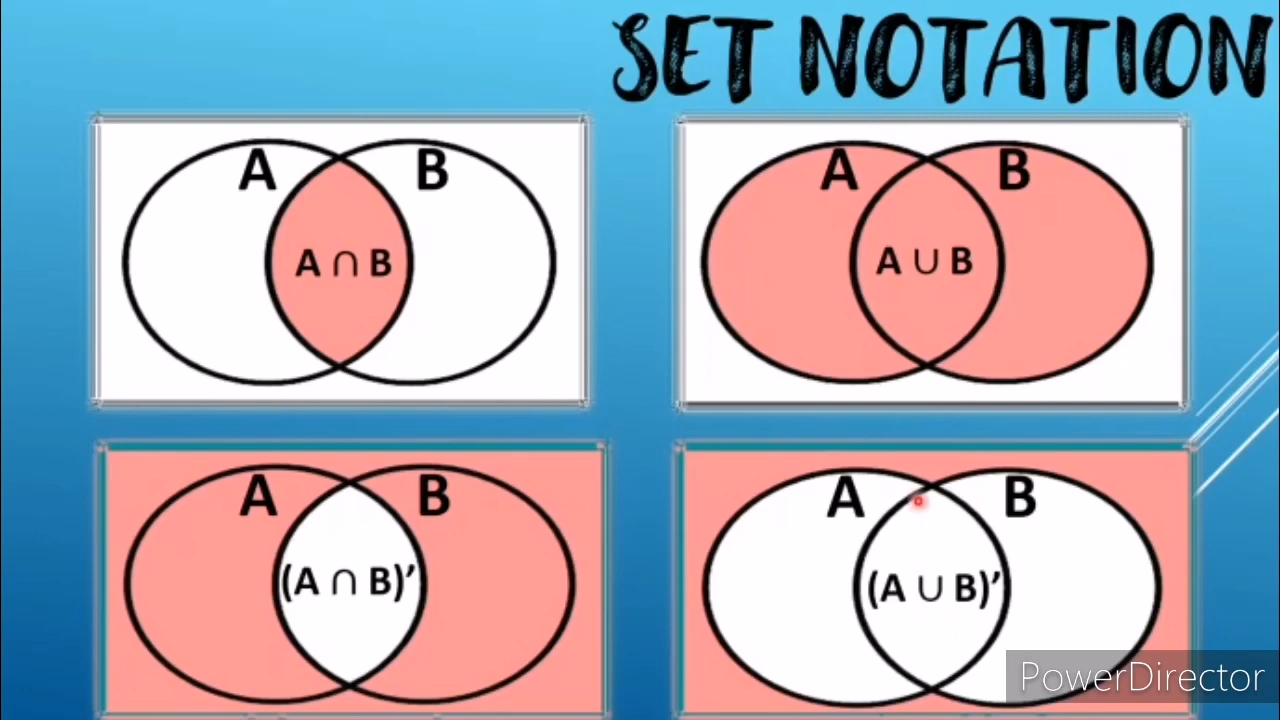 SET NOTATION
A B
A ∩ B
A B
A ∪ B
A B
(A ∩ B)’
A B
(A ∪ B)’
PowerDirector